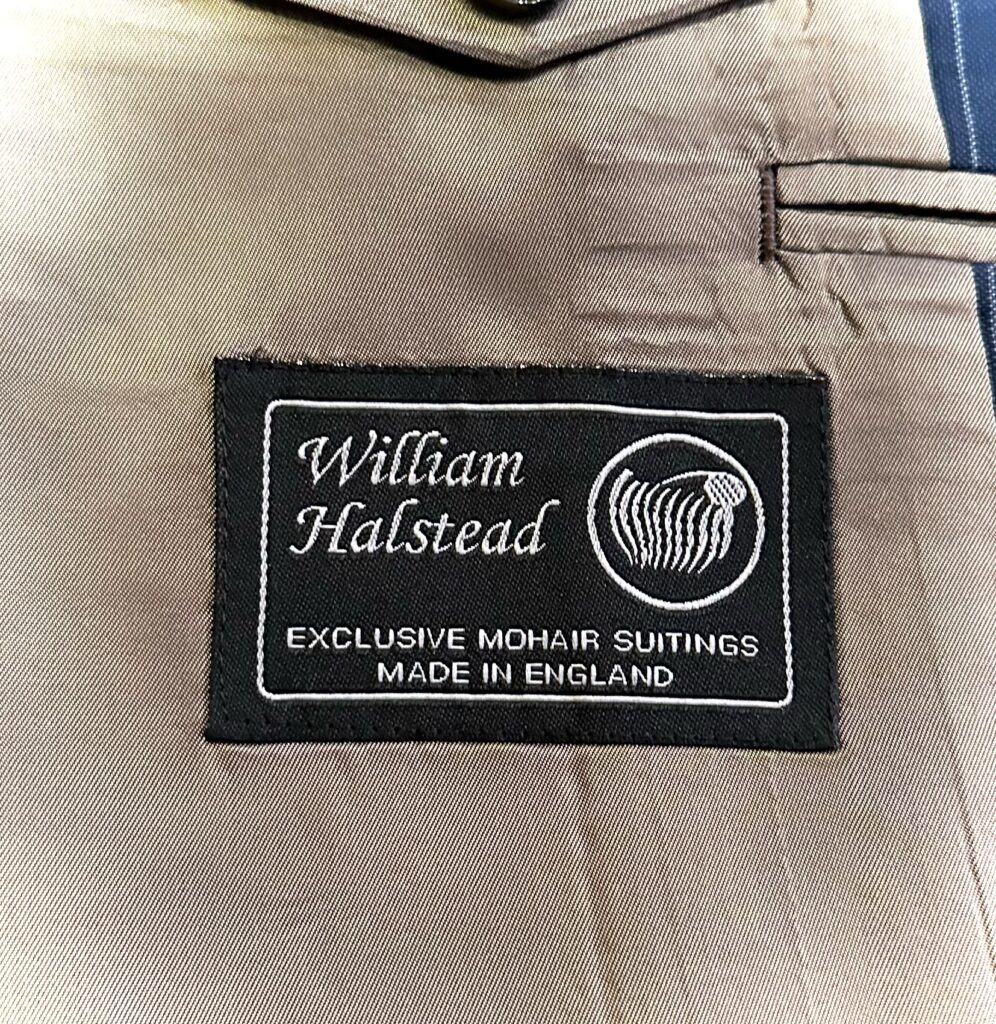 William
Halstead
EXCLUSIVE MOHAIR SUITINGS
MADE IN ENGLAND